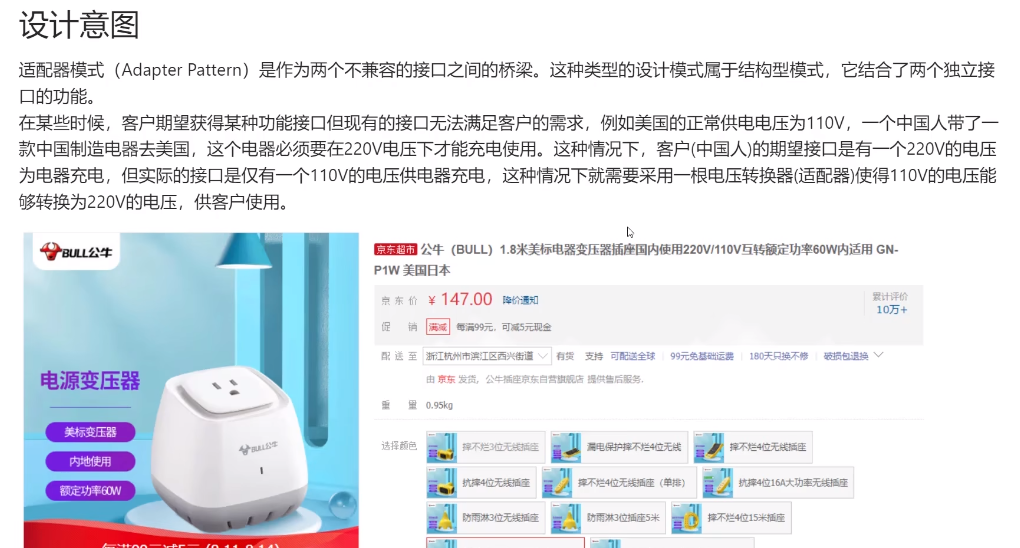 设计意图
适配器模式（Adapter Pattern）是作为两个不兼容的接口之间的桥梁。这种类型的设计模式属于结构型模式，它结合了两个独立接
口的功能。
在某些时候，客户期望获得某种功能接口但现有的接口无法满足客户的需求，例如美国的正常供电电压为110V，一个中国人带了一
款中国制造电器去美国，这个电器必须要在220V电压下才能充电使用。这种情况下，客户(中国人)的期望接口是有一个220V的电压
为电器充电，但实际的接口是仅有一个110V的电压供电器充电，这种情况下就需要采用一根电压转换器(适配器)使得110V的电压能
够转换为220V的电压，供客户使用。
BULL公牛
电源变压器
美标变压器
内地使用
额定功率60W
BULL公牛
京东超市 公牛（BULL）1.8米美标电器变压器插座国内使用220V/110V互转额定功率60W内适用 GN-
P1W 美国日本
京东价 ￥147.00 降价通知
累计评价
10万+
促销 满减 每满99元，可减5元现金
配送至 浙江杭州市滨江区西兴街道 有货 支持 可配送全球 99元免基础运费 180天只换不修 破损包退换
由 京东 发货，公牛插座京东自营旗舰店 提供售后服务.
重量 0.95kg
选择颜色 摔不烂3位无线插座 漏电保护摔不烂4位无线 摔不烂4位无线插座
抗摔4位无线插座 摔不烂4位无线插座（单排） 抗摔4位16A大功率无线插座
防雨淋3位无线插座 防雨淋3位插座5米 摔不烂4位15米插座